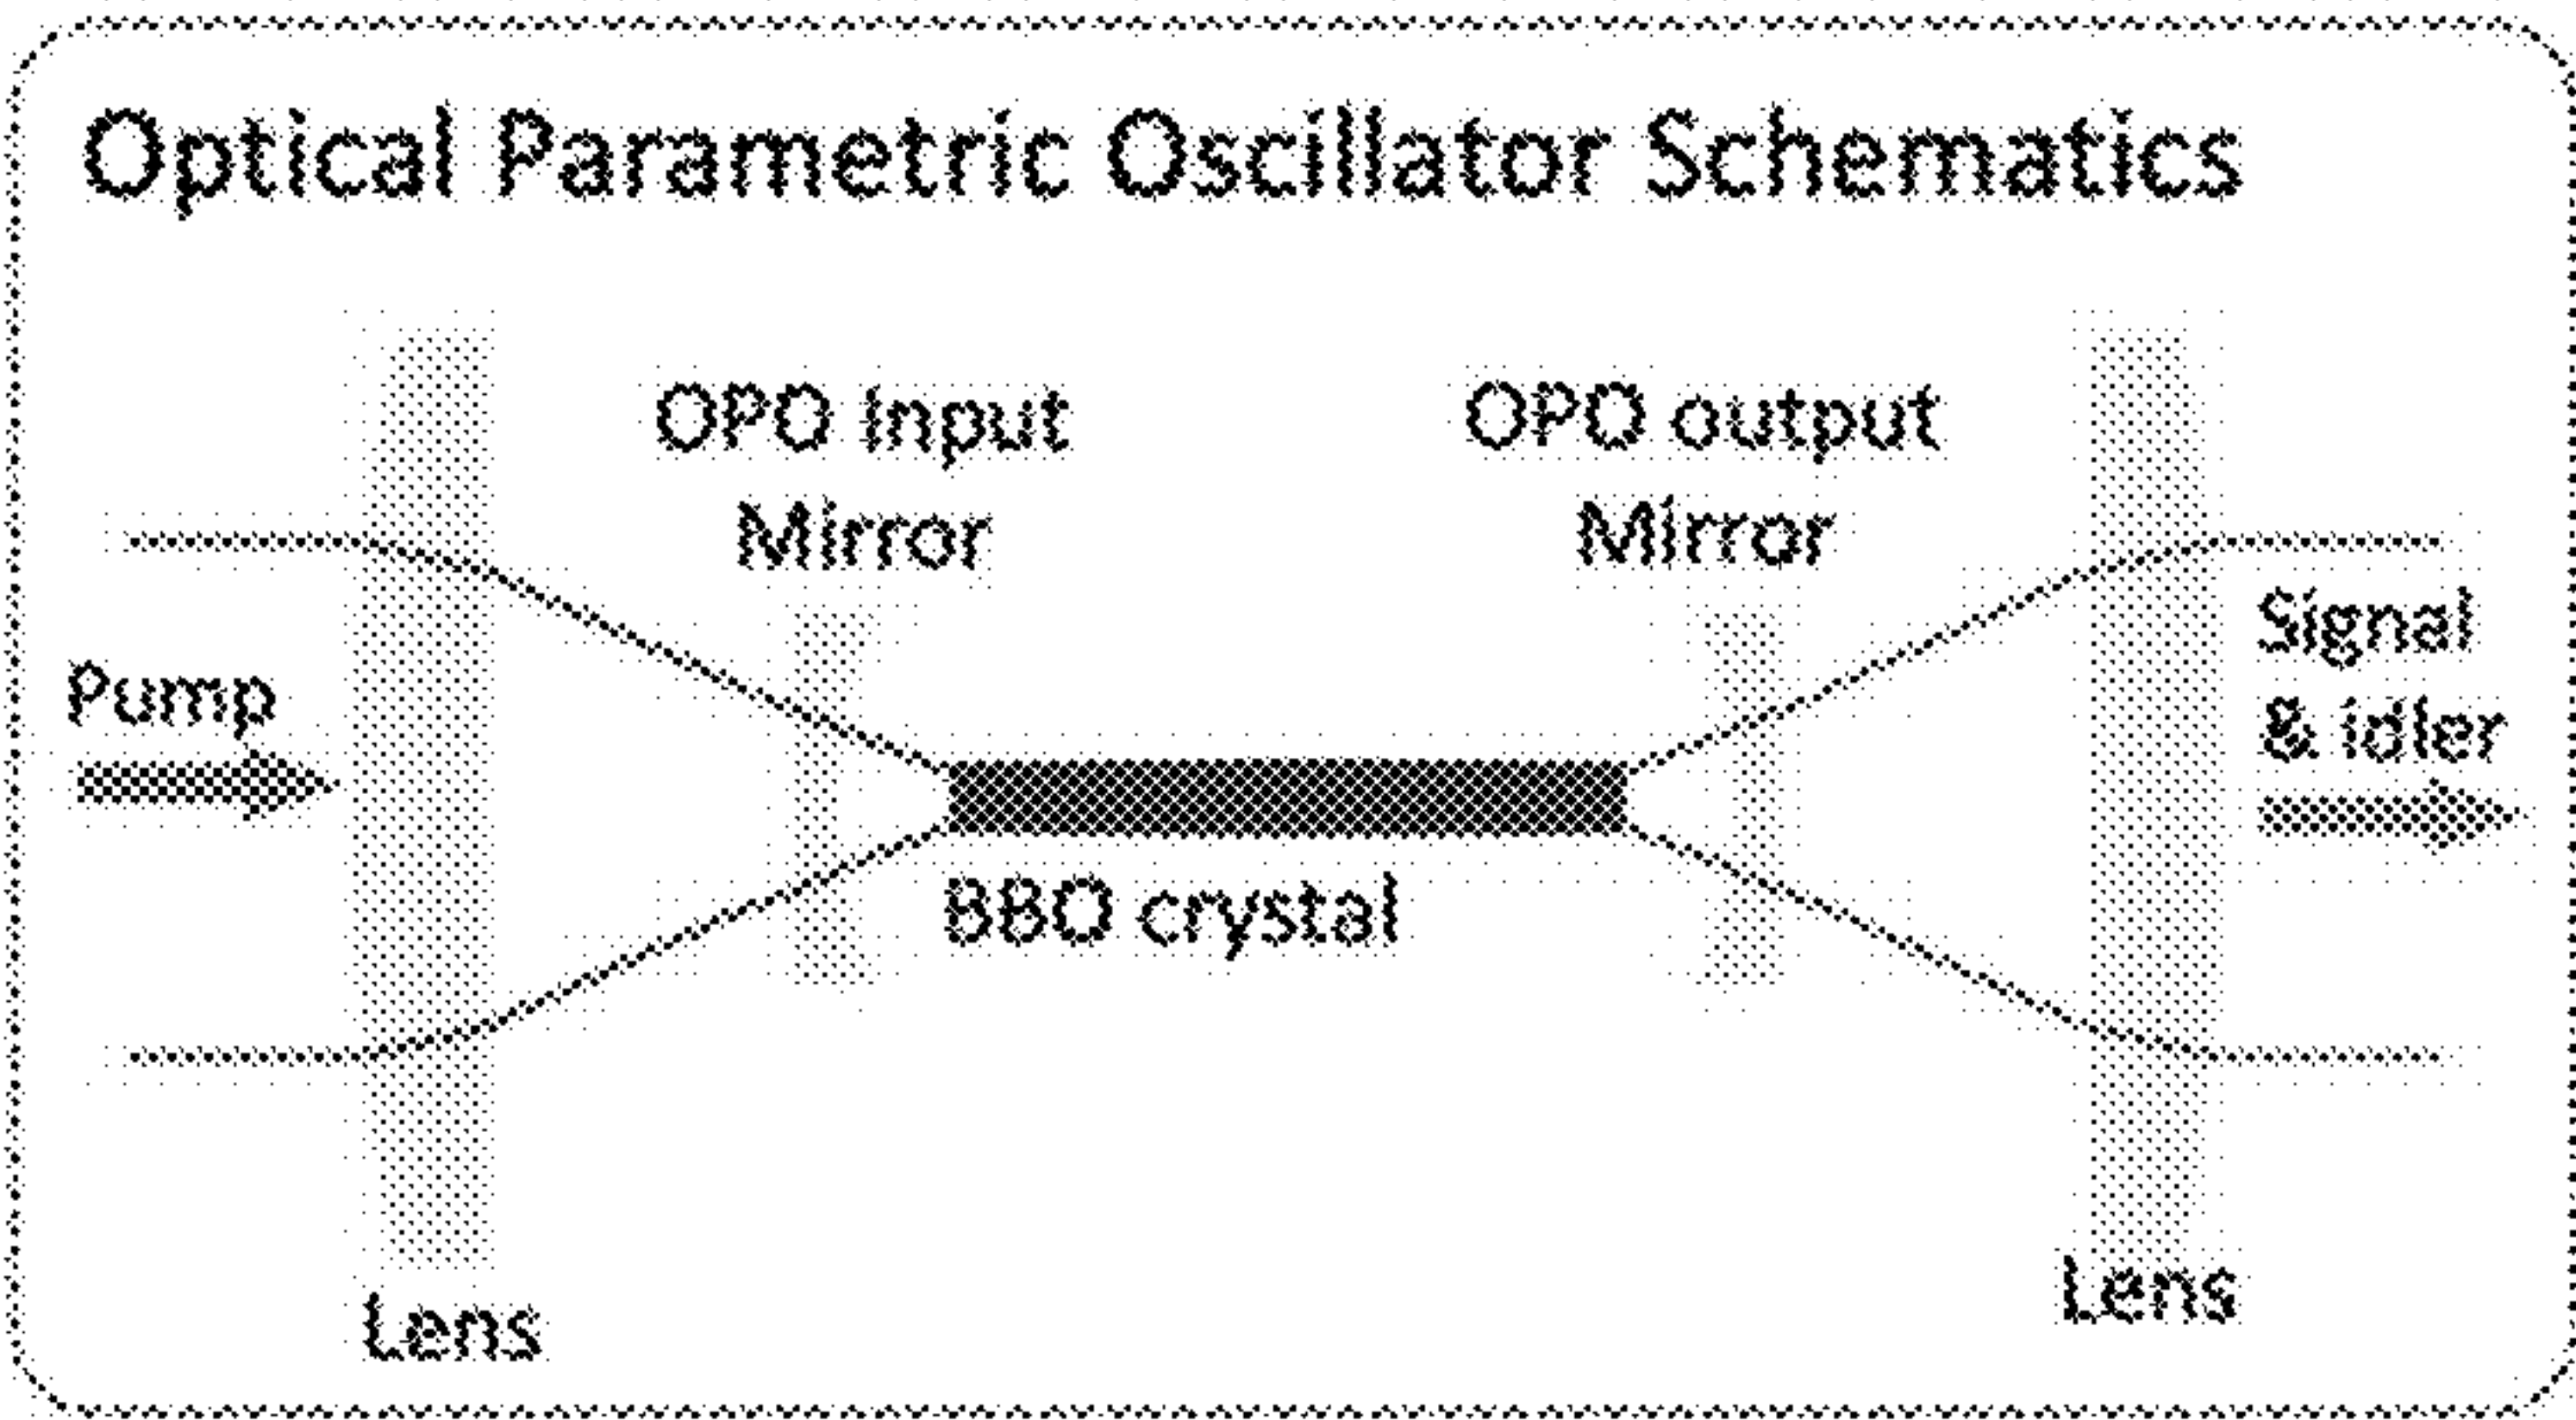 Optical Parametric Oscillator Schematics
OPO Input
Mirror
OPO output
Mirror
Pump
Signal
& idler
BBO crystal
Lens
Lens